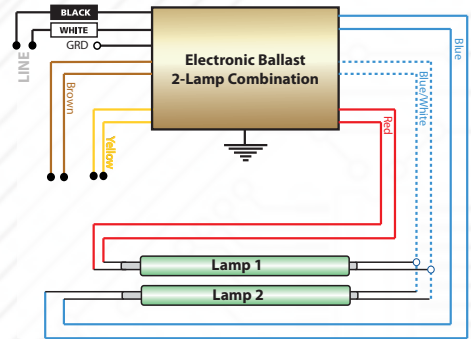 BLACK
WHITE
GRD
LINE
Brown
Yellow
Electronic Ballast
2-Lamp Combination
Blue
Blue/White
Red
Lamp 1
Lamp 2